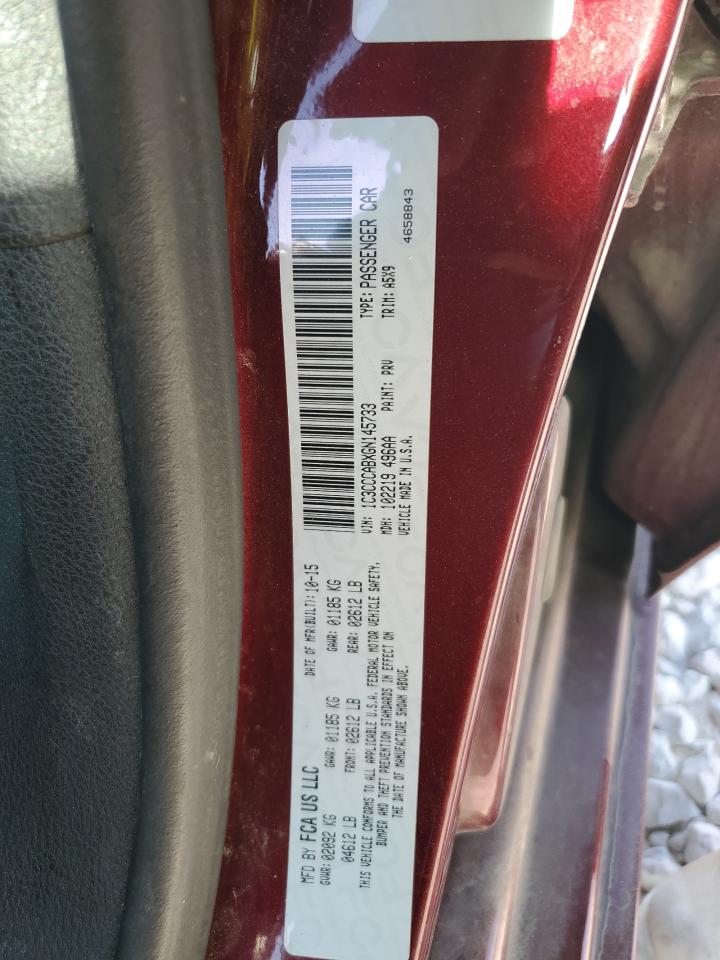 MFD BY FCA US LLC DATE OF MFR(BUILT): 10-15
GVWR: 02092 KG GAWR: 01185 KG GAWR: 01185 KG
04612 LB FRONT: 02612 LB REAR: 02612 LB
THIS VEHICLE CONFORMS TO ALL APPLICABLE U.S.A. FEDERAL MOTOR VEHICLE SAFETY,
BUMPER AND THEFT PREVENTION STANDARDS IN EFFECT ON
THE DATE OF MANUFACTURE SHOWN ABOVE.
VIN: 1C3CCCABXGN145733 TYPE: PASSENGER CAR
MDH: 102219 496AA PAINT: PRV TRIM: A5X9
VEHICLE MADE IN U.S.A. 4658843